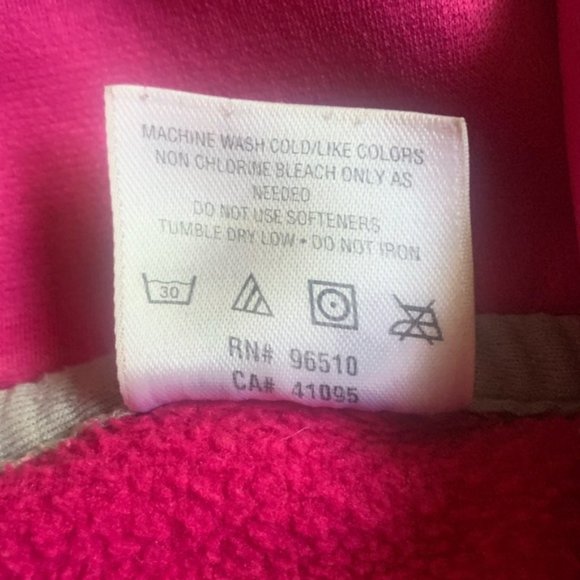 MACHINE WASH COLD/LIKE COLORS
NON CHLORINE BLEACH ONLY AS
NEEDED
DO NOT USE SOFTENERS
TUMBLE DRY LOW • DO NOT IRON
30
RN# 96510
CA# 41095